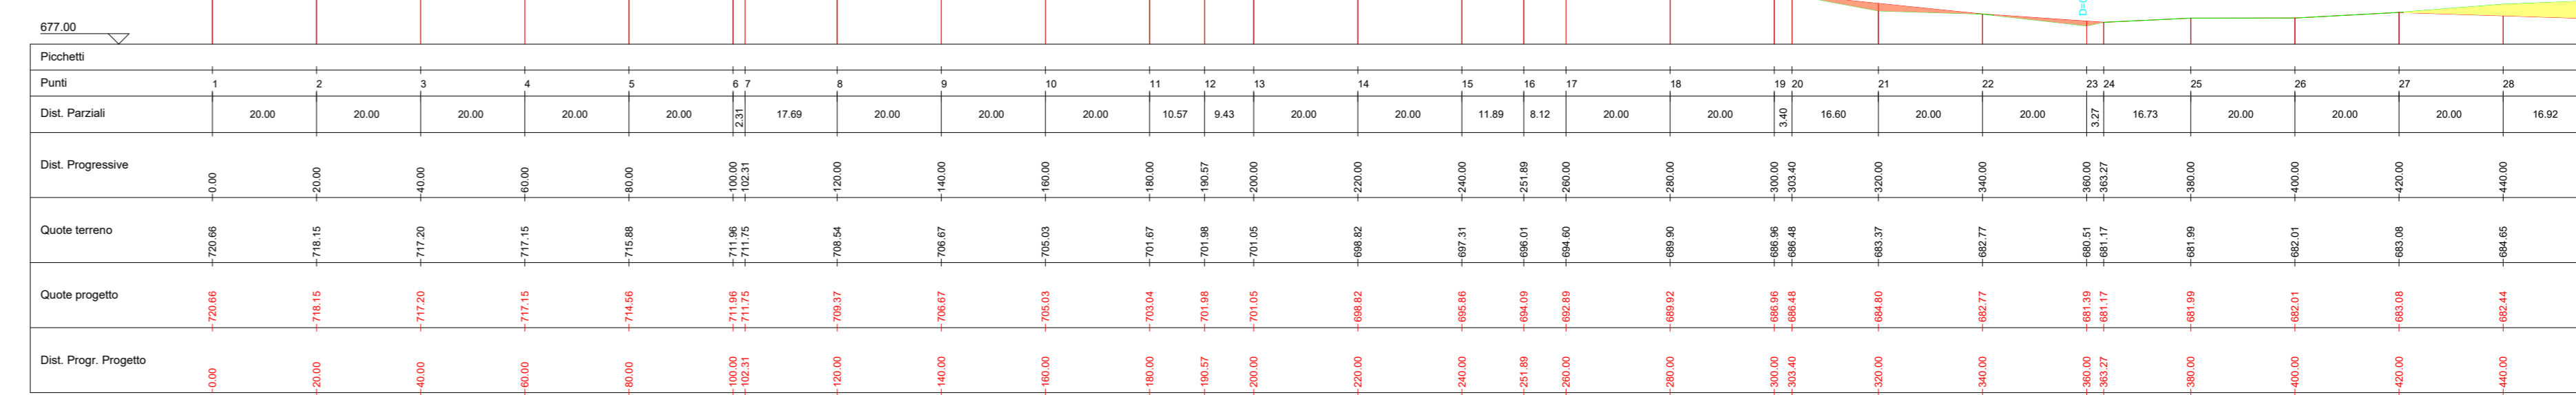 D=
677.00
Picchetti
Punti 1 2 3 4 5 6 7 8 9 10 11 12 13 14 15 16 17 18 19 20 21 22 23 24 25 26 27 28
Dist. Parziali 20.00 20.00 20.00 20.00 20.00 2.31 17.69 20.00 20.00 20.00 10.57 9.43 20.00 20.00 11.89 8.12 20.00 20.00 3.40 16.60 20.00 20.00 3.27 16.73 20.00 20.00 20.00 16.92
Dist. Progressive 0.00 20.00 40.00 60.00 80.00 100.00 102.31 120.00 140.00 160.00 180.00 190.57 200.00 220.00 240.00 251.89 260.00 280.00 300.00 303.40 320.00 340.00 360.00 363.27 380.00 400.00 420.00 440.00
Quote terreno 720.66 718.15 717.20 717.15 715.88 711.96 711.75 708.54 706.67 705.03 701.67 701.98 701.05 698.82 697.31 696.01 694.60 689.90 686.96 686.48 683.37 682.77 680.51 681.17 681.99 682.01 683.08 684.65
Quote progetto 720.66 718.15 717.20 717.15 714.56 711.96 711.75 709.37 706.67 705.03 703.04 701.98 701.05 698.82 695.86 694.09 692.89 689.92 686.96 686.48 684.80 682.77 681.39 681.17 681.99 682.01 683.08 682.44
Dist. Progr. Progetto 0.00 20.00 40.00 60.00 80.00 100.00 102.31 120.00 140.00 160.00 180.00 190.57 200.00 220.00 240.00 251.89 260.00 280.00 300.00 303.40 320.00 340.00 360.00 363.27 380.00 400.00 420.00 440.00